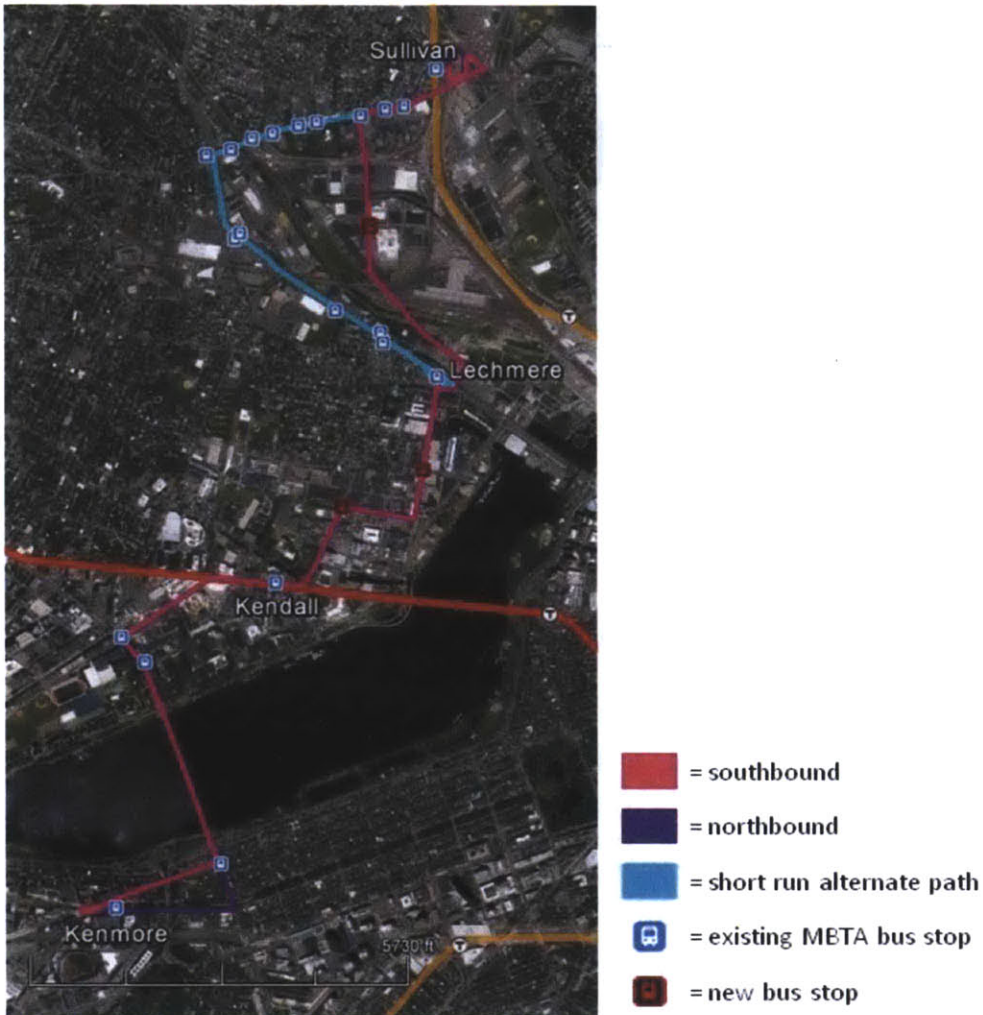 Sullivan
Lechmere
Kendall
Kenmore
5730 ft
T
T
T
= southbound
= northbound
= short run alternate path
= existing MBTA bus stop
= new bus stop